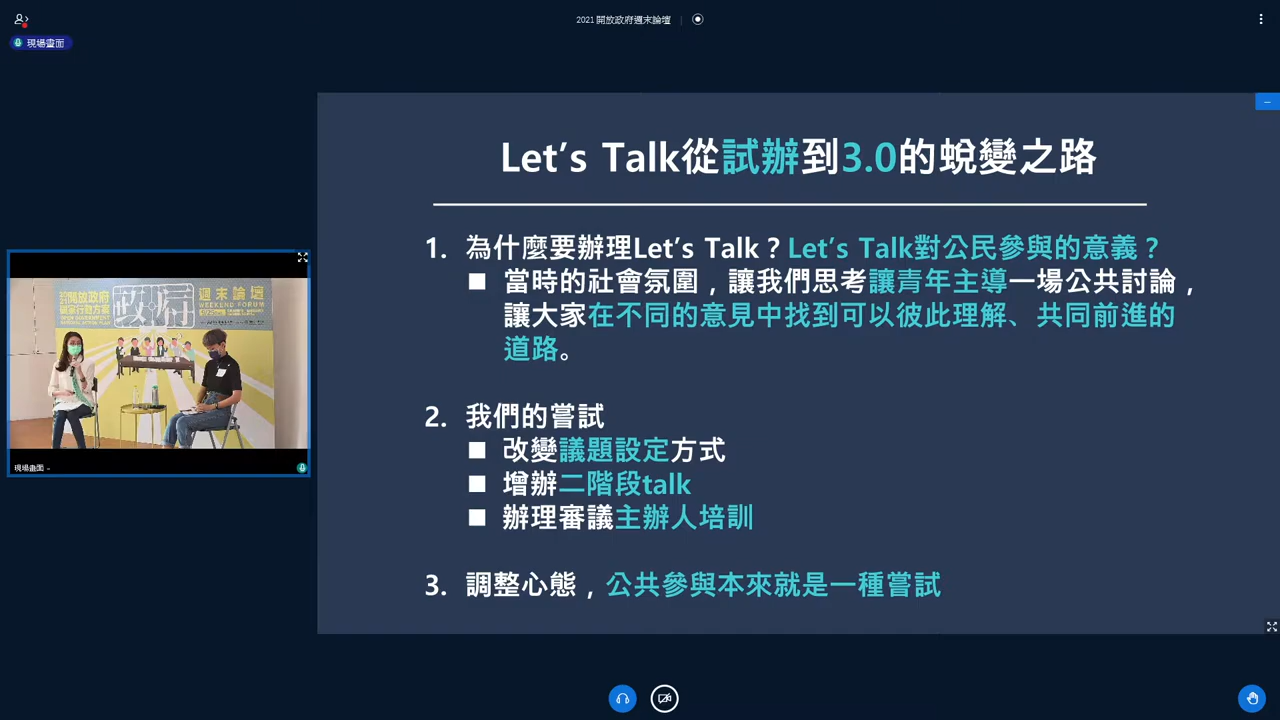 2021 開放政府週末論壇
現場畫面
Let's Talk從試辦到3.0的蛻變之路
1. 為什麼要辦理Let's Talk？Let's Talk對公民參與的意義？
■ 當時的社會氛圍，讓我們思考讓青年主導一場公共討論，
讓大家在不同的意見中找到可以彼此理解、共同前進的
道路。
2. 我們的嘗試
■ 改變議題設定方式
■ 增辦二階段talk
■ 辦理審議主辦人培訓
3. 調整心態，公共參與本來就是一種嘗試
開放政府
國家行動方案
週末論壇
WEEKEND FORUM
現場畫面